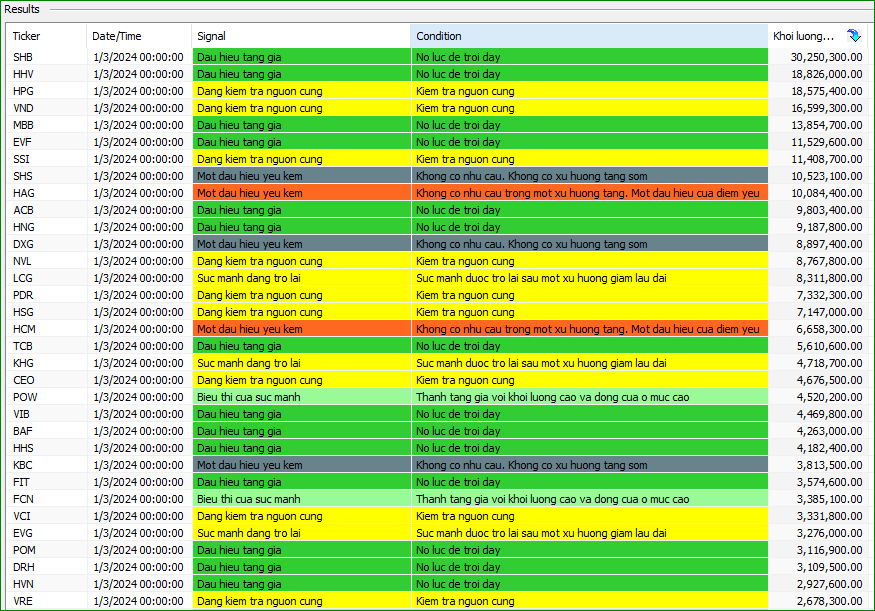 Results
Ticker Date/Time Signal Condition Khoi luong...
SHB 1/3/2024 00:00:00 Dau hieu tang gia No luc de troi day 30,250,300.00
HHV 1/3/2024 00:00:00 Dau hieu tang gia No luc de troi day 18,826,000.00
HPG 1/3/2024 00:00:00 Dang kiem tra nguon cung Kiem tra nguon cung 18,575,400.00
VND 1/3/2024 00:00:00 Dang kiem tra nguon cung Kiem tra nguon cung 16,599,300.00
MBB 1/3/2024 00:00:00 Dau hieu tang gia No luc de troi day 13,854,700.00
EVF 1/3/2024 00:00:00 Dau hieu tang gia No luc de troi day 11,529,600.00
SSI 1/3/2024 00:00:00 Dang kiem tra nguon cung Kiem tra nguon cung 11,408,700.00
SHS 1/3/2024 00:00:00 Mot dau hieu yeu kem Khong co nhu cau. Khong co xu huong tang som 10,523,100.00
HAG 1/3/2024 00:00:00 Mot dau hieu yeu kem Khong co nhu cau trong mot xu huong tang. Mot dau hieu cua diem yeu 10,084,400.00
ACB 1/3/2024 00:00:00 Dau hieu tang gia No luc de troi day 9,803,400.00
HNG 1/3/2024 00:00:00 Dau hieu tang gia No luc de troi day 9,187,800.00
DXG 1/3/2024 00:00:00 Mot dau hieu yeu kem Khong co nhu cau. Khong co xu huong tang som 8,897,400.00
NVL 1/3/2024 00:00:00 Dang kiem tra nguon cung Kiem tra nguon cung 8,767,800.00
LCG 1/3/2024 00:00:00 Suc manh dang tro lai Suc manh duoc tro lai sau mot xu huong giam lau dai 8,311,800.00
PDR 1/3/2024 00:00:00 Dang kiem tra nguon cung Kiem tra nguon cung 7,332,300.00
HSG 1/3/2024 00:00:00 Dang kiem tra nguon cung Kiem tra nguon cung 7,147,000.00
HCM 1/3/2024 00:00:00 Mot dau hieu yeu kem Khong co nhu cau trong mot xu huong tang. Mot dau hieu cua diem yeu 6,658,300.00
TCB 1/3/2024 00:00:00 Dau hieu tang gia No luc de troi day 5,610,600.00
KHG 1/3/2024 00:00:00 Suc manh dang tro lai Suc manh duoc tro lai sau mot xu huong giam lau dai 4,718,700.00
CEO 1/3/2024 00:00:00 Dang kiem tra nguon cung Kiem tra nguon cung 4,676,500.00
POW 1/3/2024 00:00:00 Bieu thi cua suc manh Thanh tang gia voi khoi luong cao va dong cua o muc cao 4,520,200.00
VIB 1/3/2024 00:00:00 Dau hieu tang gia No luc de troi day 4,469,800.00
BAF 1/3/2024 00:00:00 Dau hieu tang gia No luc de troi day 4,263,000.00
HHS 1/3/2024 00:00:00 Dau hieu tang gia No luc de troi day 4,182,400.00
KBC 1/3/2024 00:00:00 Mot dau hieu yeu kem Khong co nhu cau. Khong co xu huong tang som 3,813,500.00
FIT 1/3/2024 00:00:00 Dau hieu tang gia No luc de troi day 3,574,600.00
FCN 1/3/2024 00:00:00 Bieu thi cua suc manh Thanh tang gia voi khoi luong cao va dong cua o muc cao 3,385,100.00
VCI 1/3/2024 00:00:00 Dang kiem tra nguon cung Kiem tra nguon cung 3,331,800.00
EVG 1/3/2024 00:00:00 Suc manh dang tro lai Suc manh duoc tro lai sau mot xu huong giam lau dai 3,276,000.00
POM 1/3/2024 00:00:00 Dau hieu tang gia No luc de troi day 3,116,900.00
DRH 1/3/2024 00:00:00 Dau hieu tang gia No luc de troi day 3,109,500.00
HVN 1/3/2024 00:00:00 Dau hieu tang gia No luc de troi day 2,927,600.00
VRE 1/3/2024 00:00:00 Dang kiem tra nguon cung Kiem tra nguon cung 2,678,300.00